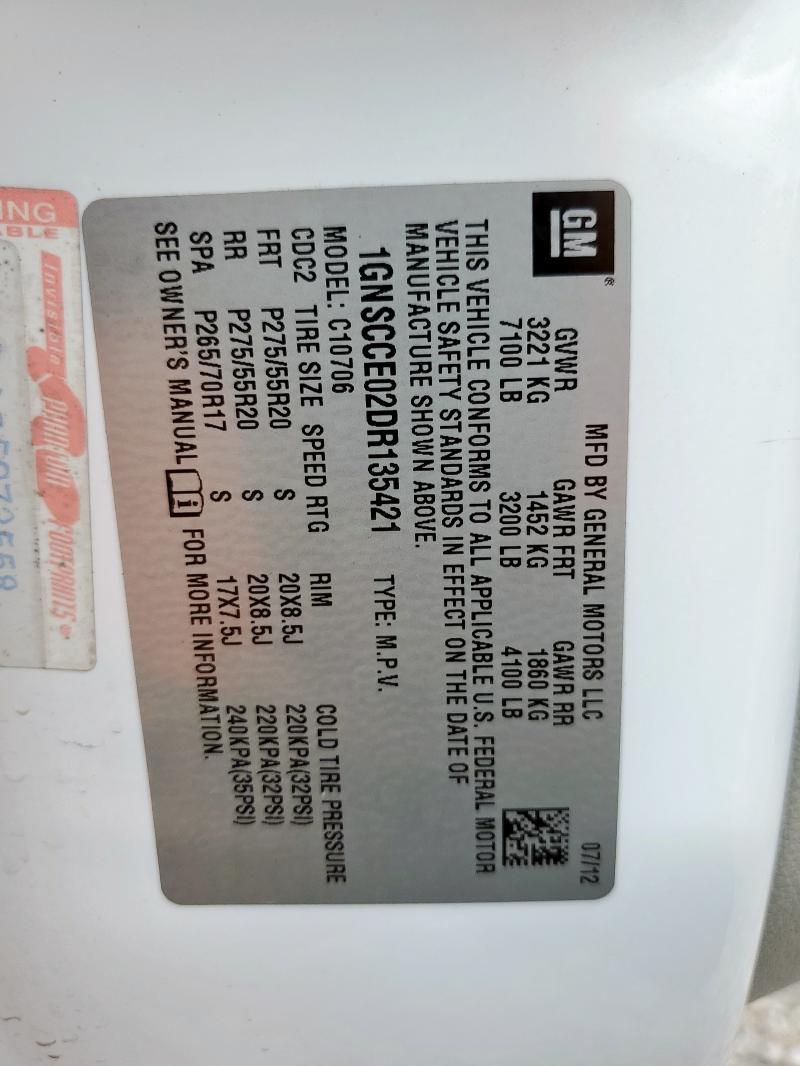 GM®
MFD BY GENERAL MOTORS LLC
07/12
GVWR GAWR FRT GAWR RR
3221 KG 1452 KG 1860 KG
7100 LB 3200 LB 4100 LB
THIS VEHICLE CONFORMS TO ALL APPLICABLE U.S. FEDERAL MOTOR
VEHICLE SAFETY STANDARDS IN EFFECT ON THE DATE OF
MANUFACTURE SHOWN ABOVE.
1GNSCCE02DR135421 TYPE: M.P.V.
MODEL: C10706
CDC2 TIRE SIZE SPEED RTG RIM COLD TIRE PRESSURE
FRT P275/55R20 S 20X8.5J 220KPA(32PSI)
RR P275/55R20 S 20X8.5J 220KPA(32PSI)
SPA P265/70R17 S 17X7.5J 240KPA(35PSI)
SEE OWNER'S MANUAL i FOR MORE INFORMATION.
Invisible
PHANTOM
FOOTPRINTS®